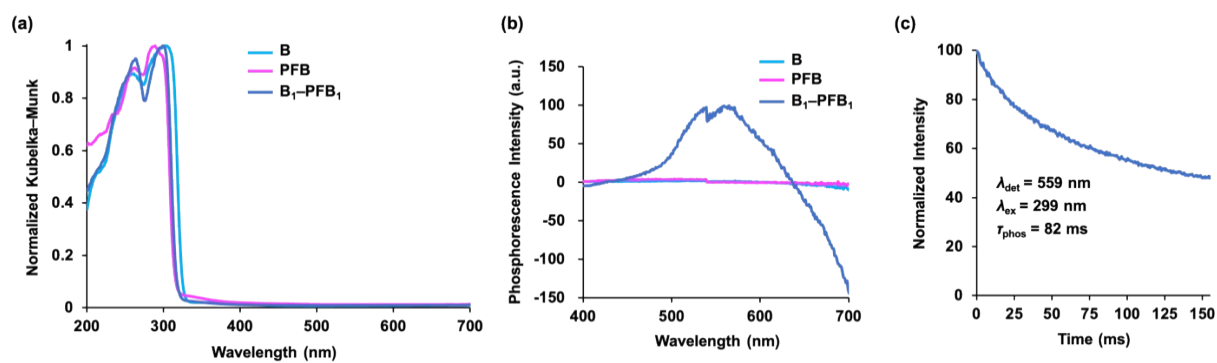 (a)
Normalized Kubelka–Munk
1
0.8
0.6
0.4
0.2
0
200
300
400
500
600
700
Wavelength (nm)
B
PFB
B₁–PFB₁
(b)
Phosphorescence Intensity (a.u.)
150
100
50
0
-50
-100
-150
400
500
600
700
Wavelength (nm)
B
PFB
B₁–PFB₁
(c)
Normalized Intensity
100
80
60
40
20
0
0
25
50
75
100
125
150
Time (ms)
λdet = 559 nm
λex = 299 nm
τphos = 82 ms